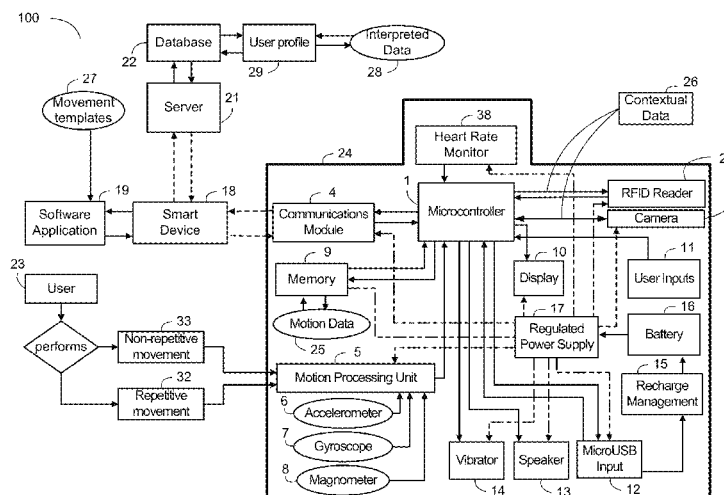 100
Database
22
User profile
29
Interpreted
Data
28
27
Movement
templates
Server
21
26
Contextual
Data
38
Heart Rate
Monitor
24
2
19
18
4
1
RFID Reader
Camera
Software
Application
Smart
Device
Communications
Module
Microcontroller
9
10
11
23
User
Memory
Display
User Inputs
33
Motion Data
25
17
16
performs
Non-repetitive
movement
5
Regulated
Power Supply
Battery
32
Repetitive
movement
Motion Processing Unit
15
Recharge
Management
6
Accelerometer
7
Gyroscope
8
Magnometer
Vibrator
14
Speaker
13
MicroUSB
Input
12